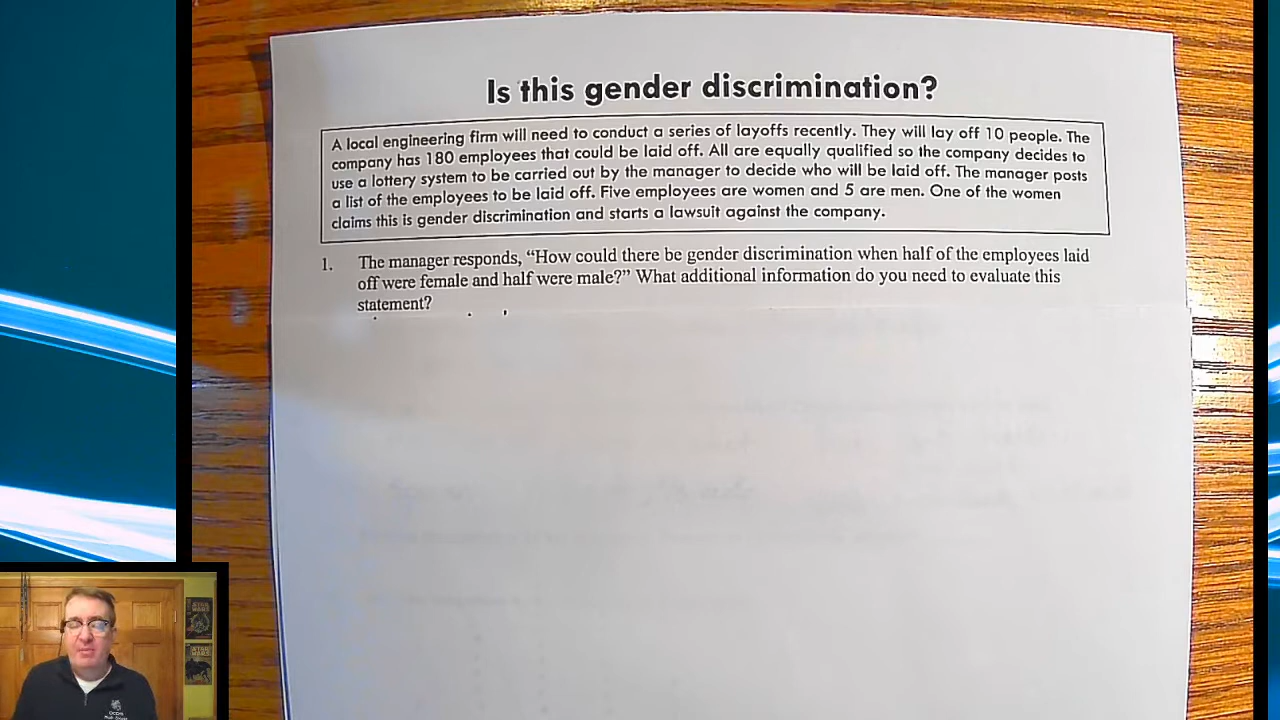 Is this gender discrimination?
A local engineering firm will need to conduct a series of layoffs recently. They will lay off 10 people. The
company has 180 employees that could be laid off. All are equally qualified so the company decides to
use a lottery system to be carried out by the manager to decide who will be laid off. The manager posts
a list of the employees to be laid off. Five employees are women and 5 are men. One of the women
claims this is gender discrimination and starts a lawsuit against the company.
1. The manager responds, “How could there be gender discrimination when half of the employees laid
off were female and half were male?” What additional information do you need to evaluate this
statement?
STAR
WARS
STAR
WARS